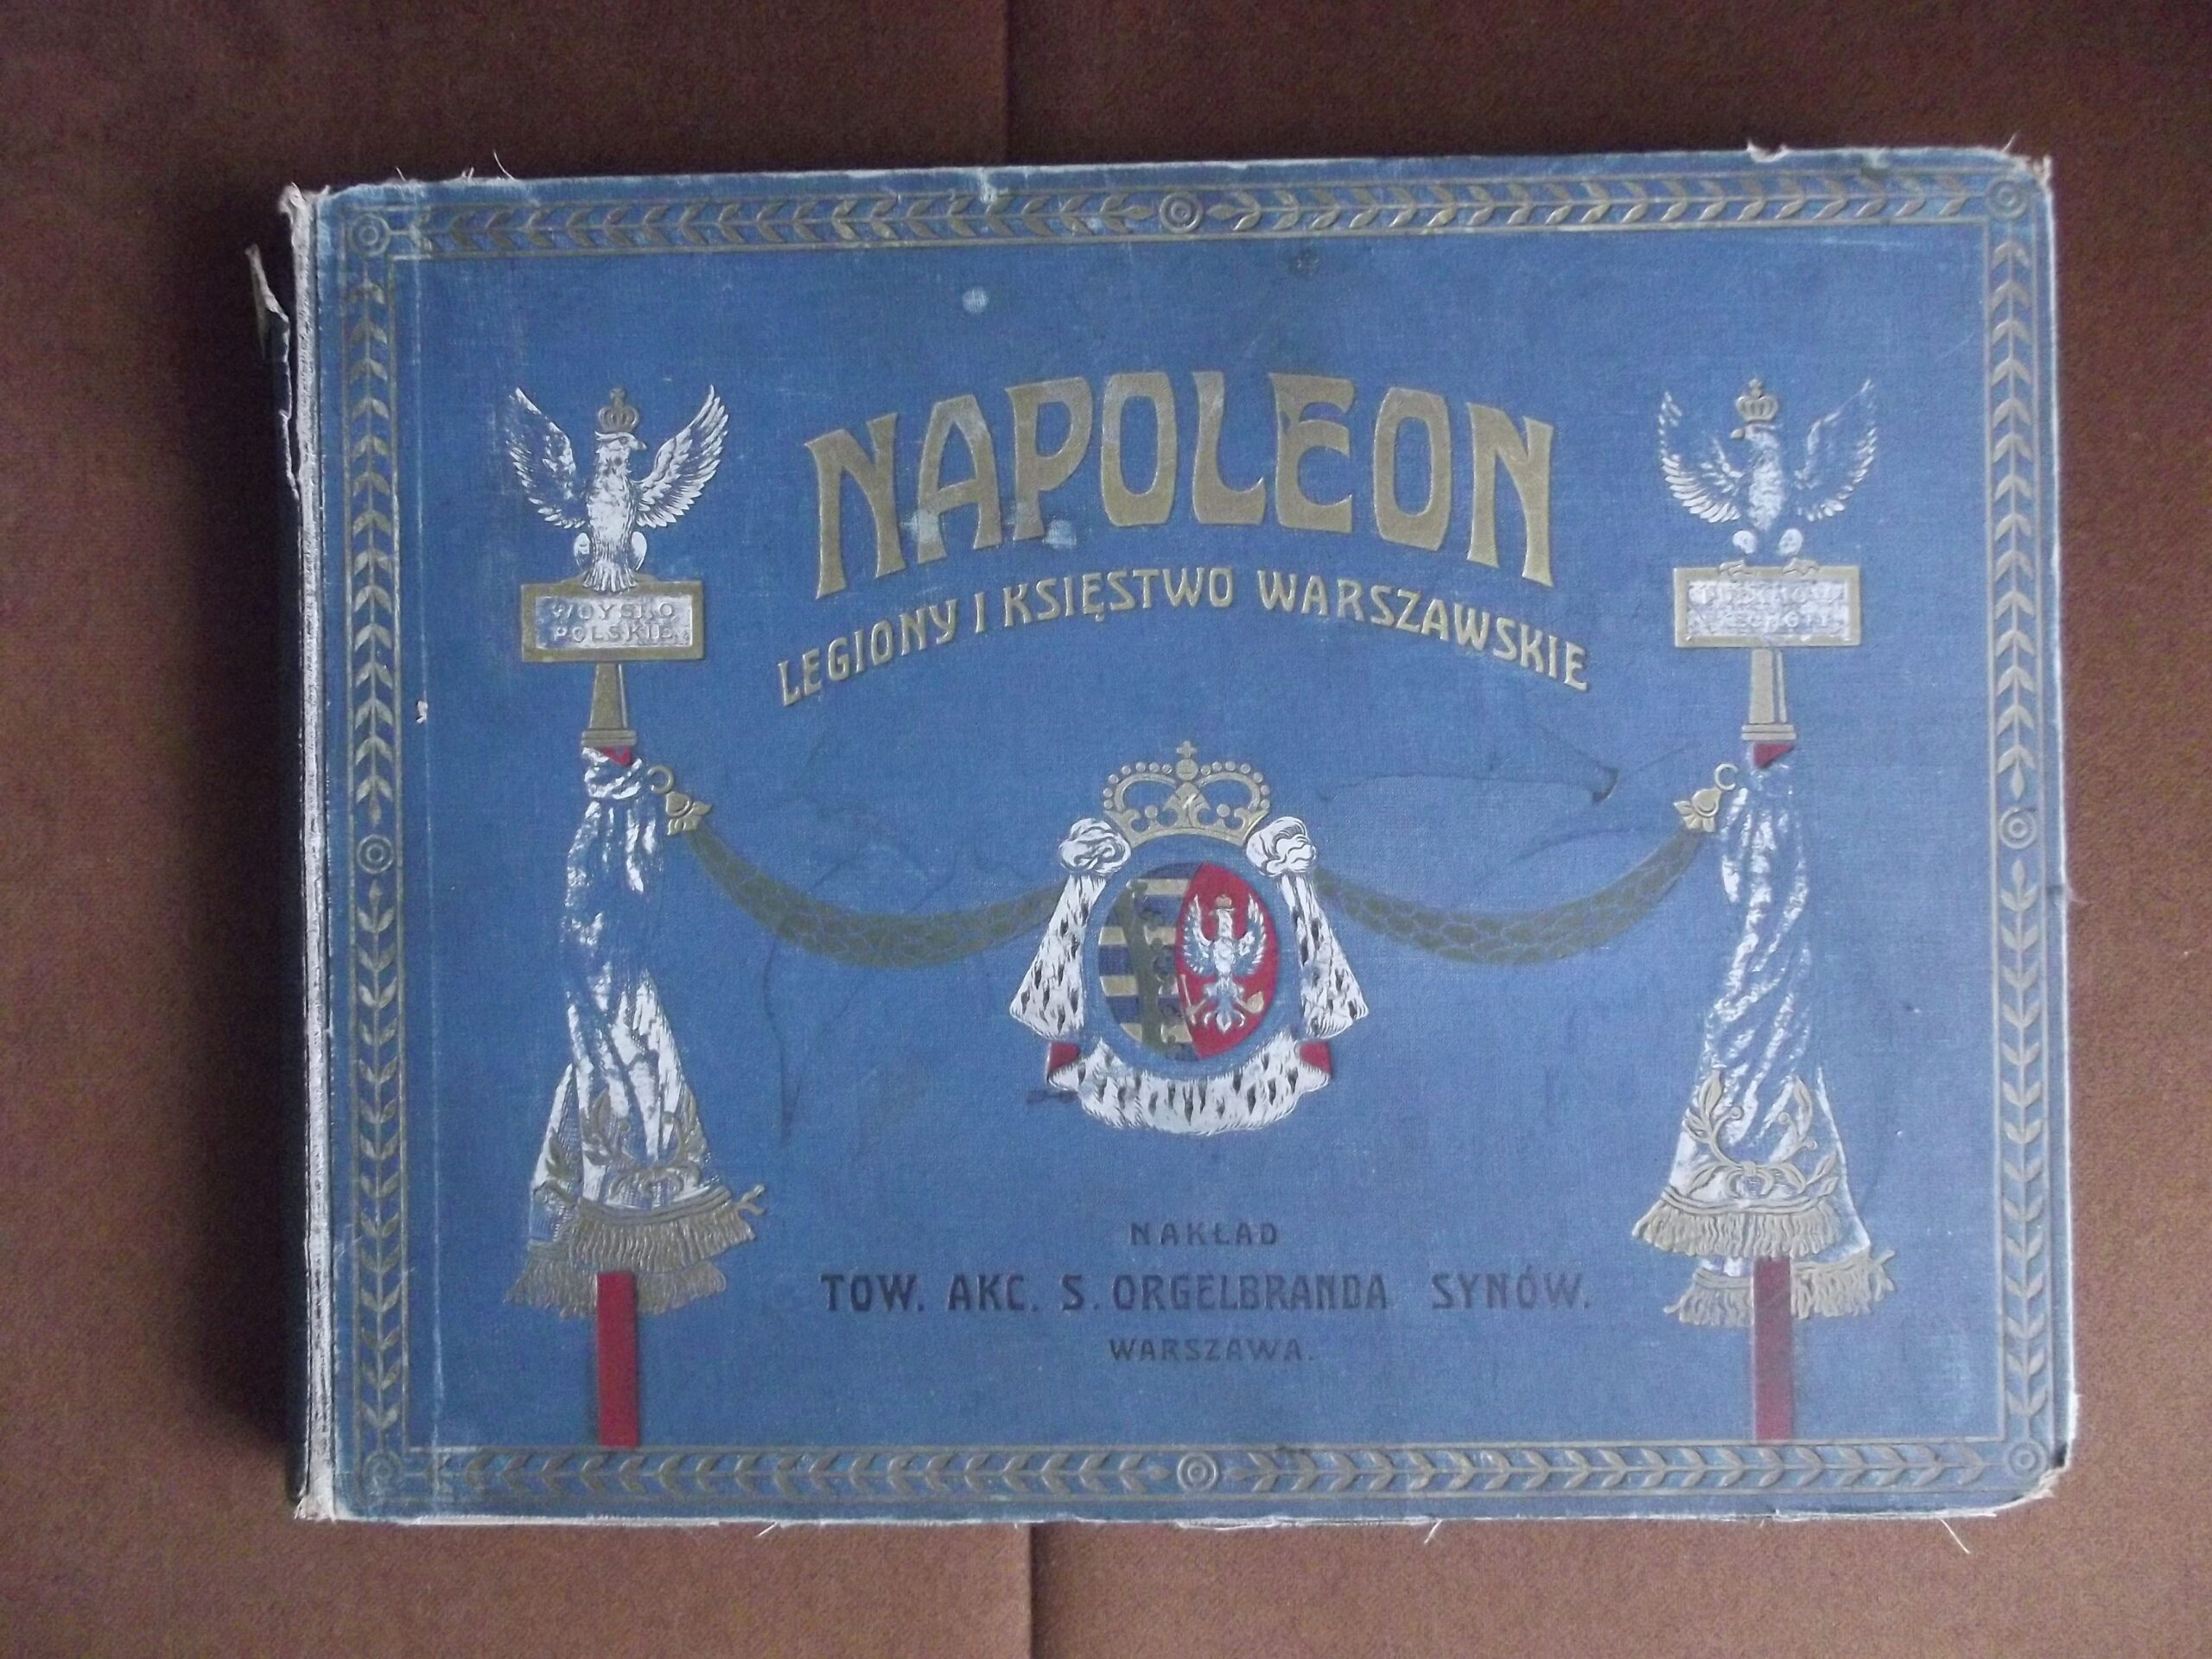 NAPOLEON
LEGIONY I KSIĘSTWO WARSZAWSKIE
WOYSKO
POLSKIE
NAKŁAD
TOW. AKC. S. ORGELBRANDA SYNÓW.
WARSZAWA.